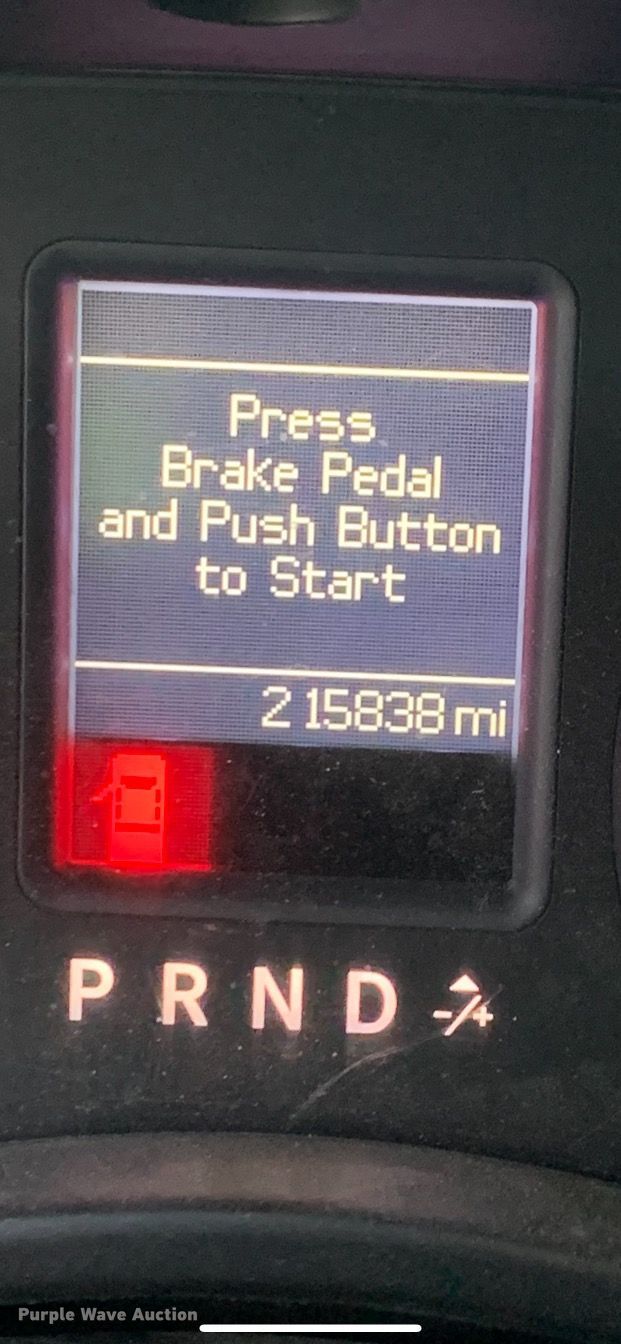 Press
Brake Pedal
and Push Button
to Start
215838 mi
P R N D -/+
Purple Wave Auction